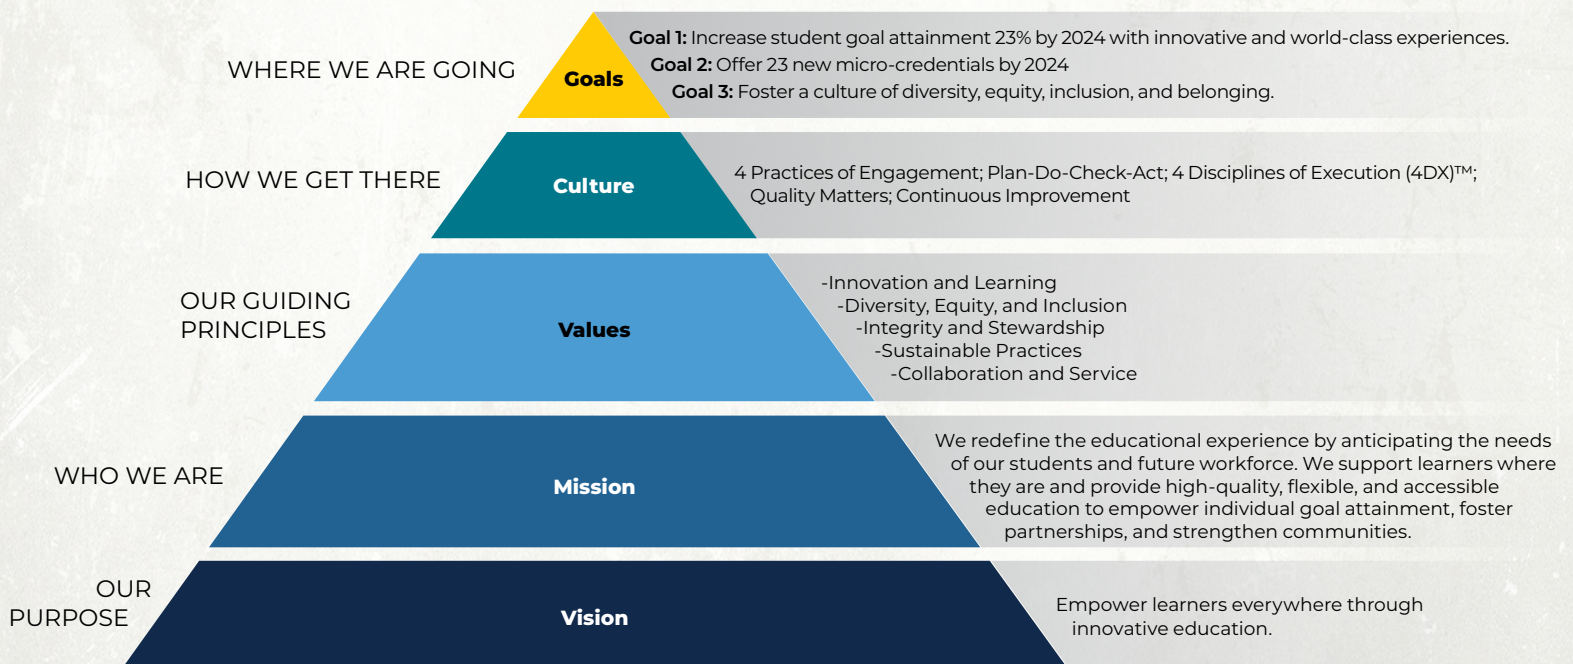 WHERE WE ARE GOING
Goals
Goal 1: Increase student goal attainment 23% by 2024 with innovative and world-class experiences.
Goal 2: Offer 23 new micro-credentials by 2024
Goal 3: Foster a culture of diversity, equity, inclusion, and belonging.
HOW WE GET THERE
Culture
4 Practices of Engagement; Plan-Do-Check-Act; 4 Disciplines of Execution (4DX)™;
Quality Matters; Continuous Improvement
OUR GUIDING
PRINCIPLES
Values
-Innovation and Learning
-Diversity, Equity, and Inclusion
-Integrity and Stewardship
-Sustainable Practices
-Collaboration and Service
WHO WE ARE
Mission
We redefine the educational experience by anticipating the needs
of our students and future workforce. We support learners where
they are and provide high-quality, flexible, and accessible
education to empower individual goal attainment, foster
partnerships, and strengthen communities.
OUR
PURPOSE
Vision
Empower learners everywhere through
innovative education.